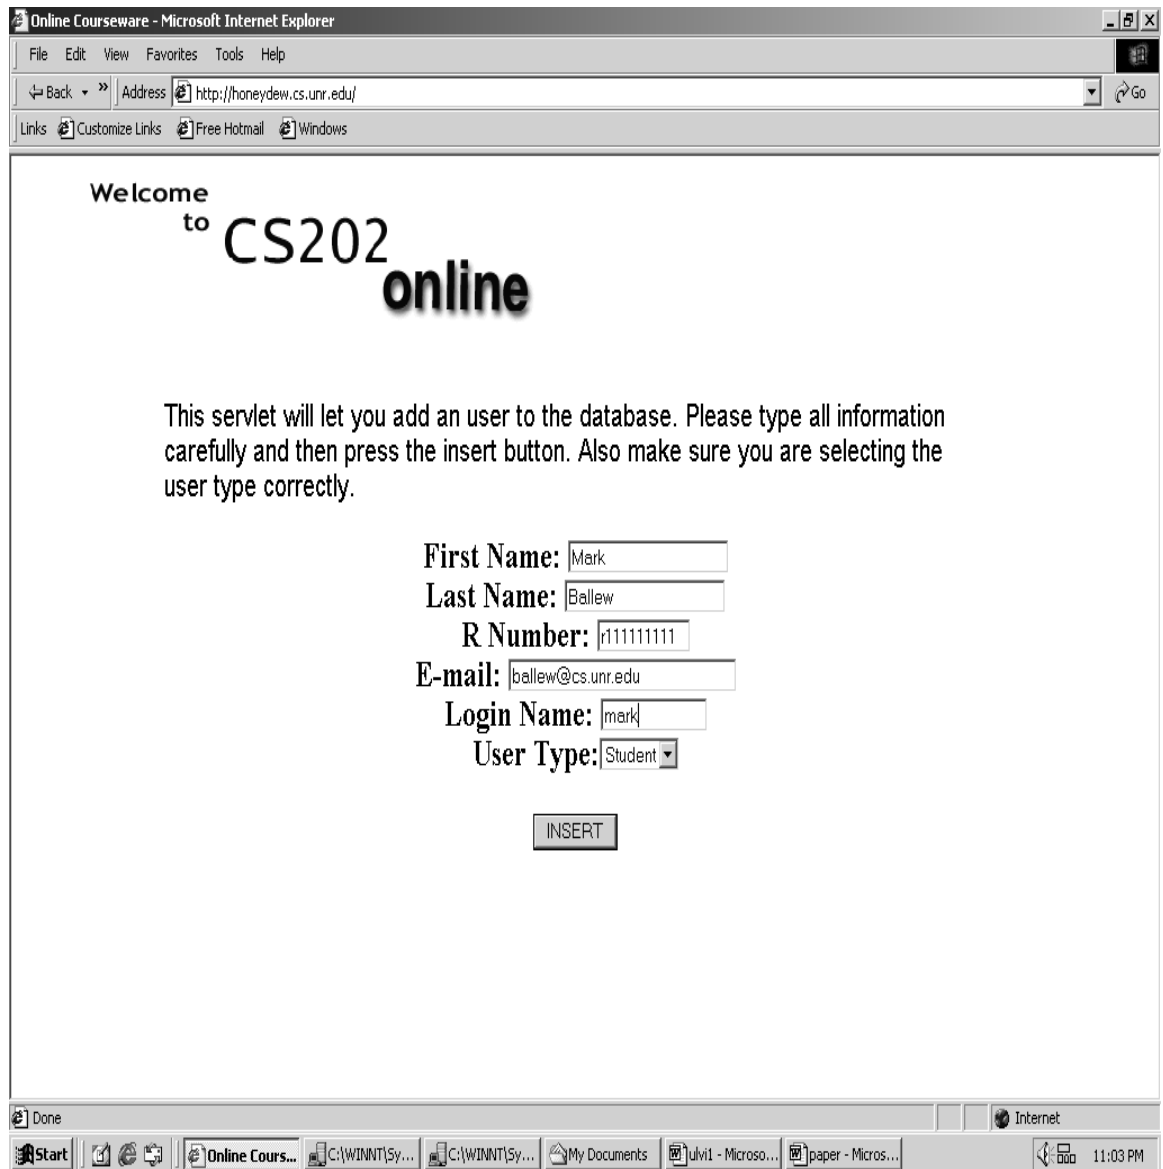 Online Courseware - Microsoft Internet Explorer
File Edit View Favorites Tools Help
Back » Address http://honeydew.cs.unr.edu/ Go
Links Customize Links Free Hotmail Windows
Welcome
to CS202
online
This servlet will let you add an user to the database. Please type all information
carefully and then press the insert button. Also make sure you are selecting the
user type correctly.
First Name: Mark
Last Name: Ballew
R Number: r111111111
E-mail: ballew@cs.unr.edu
Login Name: mark
User Type: Student
INSERT
Done Internet
Start Online Cours... C:\WINNT\Sy... C:\WINNT\Sy... My Documents ulvi1 - Microso... paper - Micros... 11:03 PM